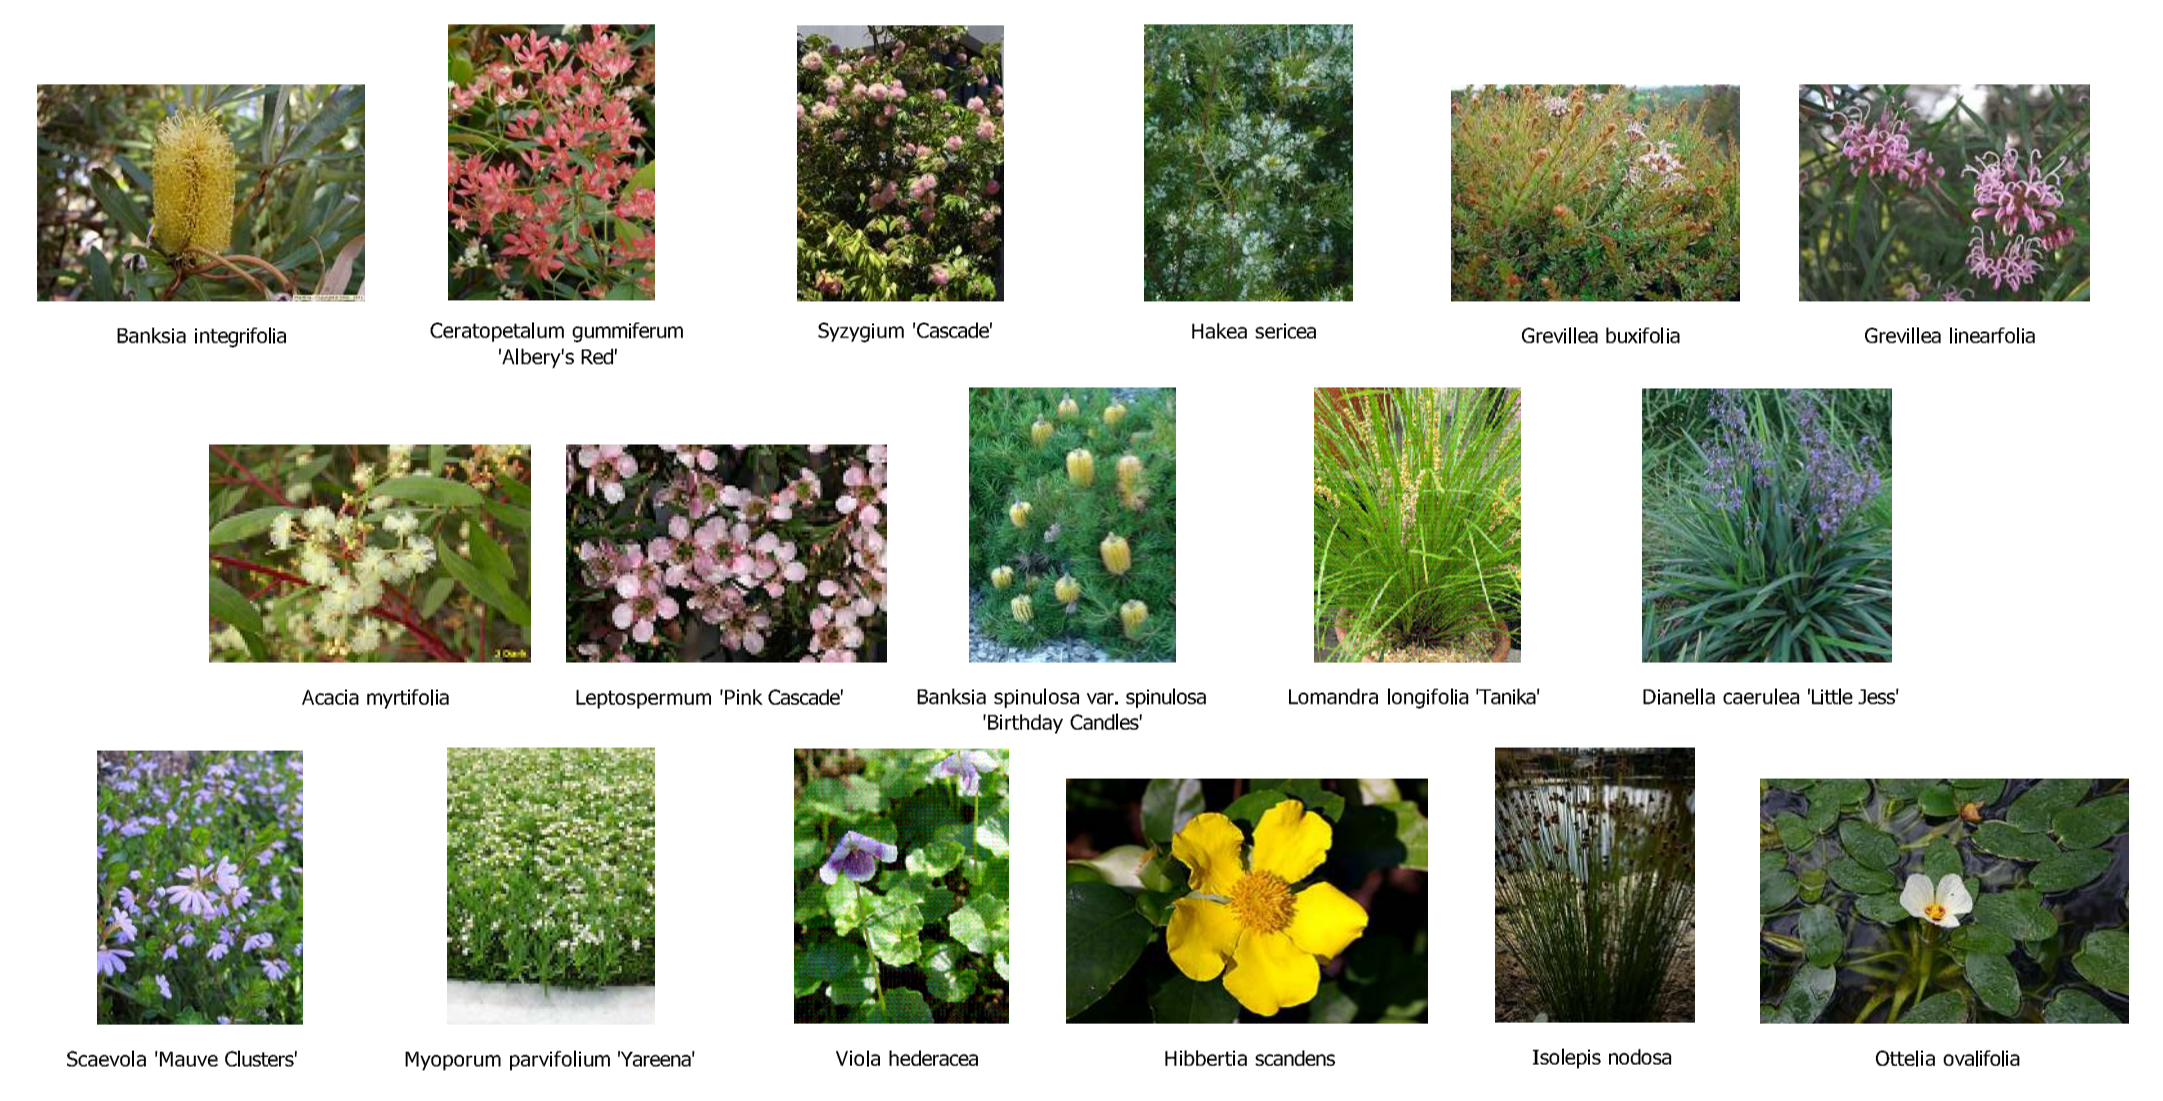 Banksia integrifolia
Ceratopetalum gummiferum
'Albery's Red'
Syzygium 'Cascade'
Hakea sericea
Grevillea buxifolia
Grevillea linearfolia
Acacia myrtifolia
Leptospermum 'Pink Cascade'
Banksia spinulosa var. spinulosa
'Birthday Candles'
Lomandra longifolia 'Tanika'
Dianella caerulea 'Little Jess'
Scaevola 'Mauve Clusters'
Myoporum parvifolium 'Yareena'
Viola hederacea
Hibbertia scandens
Isolepis nodosa
Ottelia ovalifolia